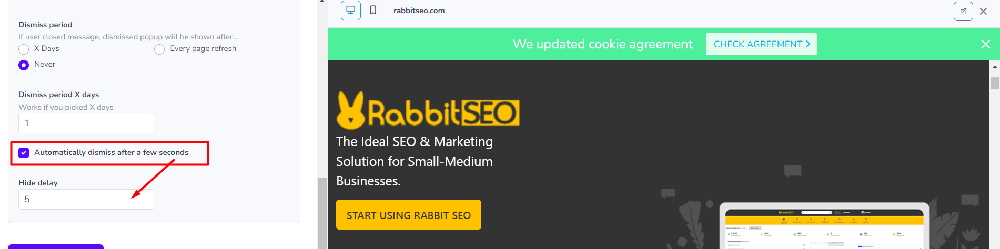 Dismiss period
If user closed message, dismissed popup will be shown after...
X Days
Every page refresh
Never
Dismiss period X days
Works if you picked X days
1
Automatically dismiss after a few seconds
Hide delay
5
rabbitseo.com
We updated cookie agreement
CHECK AGREEMENT
RabbitSEO
The Ideal SEO & Marketing
Solution for Small-Medium
Businesses.
START USING RABBIT SEO
RabbitSEO